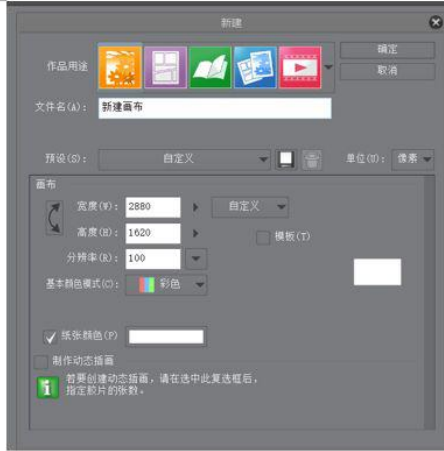 新建
作品用途
确定
取消
文件名(A): 新建画布
预设(S): 自定义 单位(U): 像素
画布
宽度(W): 2880 自定义
高度(H): 1620 模板(T)
分辨率(R): 100
基本颜色模式(C): 彩色
纸张颜色(P)
制作动态插画
若要创建动态插画，请在选中此复选框后，
指定胶片的张数。